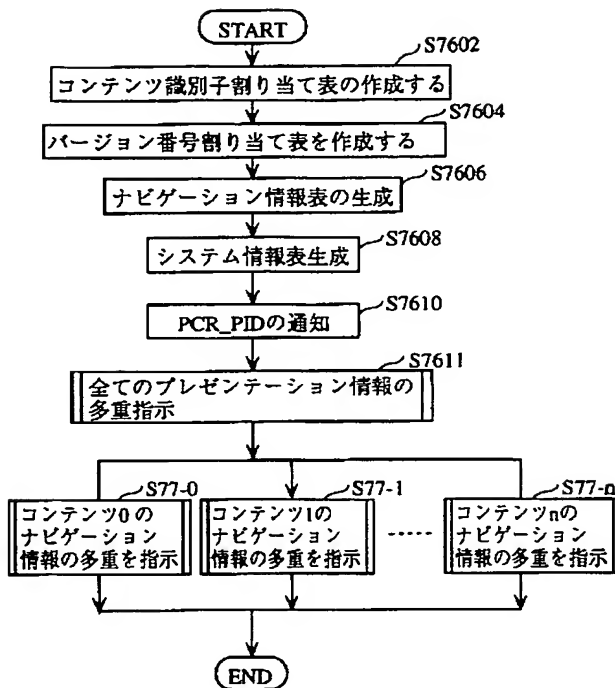 START
S7602
コンテンツ識別子割り当て表の作成する
S7604
バージョン番号割り当て表を作成する
S7606
ナビゲーション情報表の生成
S7608
システム情報表生成
S7610
PCR_PIDの通知
S7611
全てのプレゼンテーション情報の
多重指示
S77-0
コンテンツ0の
ナビゲーション
情報の多重を指示
S77-1
コンテンツ1の
ナビゲーション
情報の多重を指示
S77-n
コンテンツnの
ナビゲーション
情報の多重を指示
END